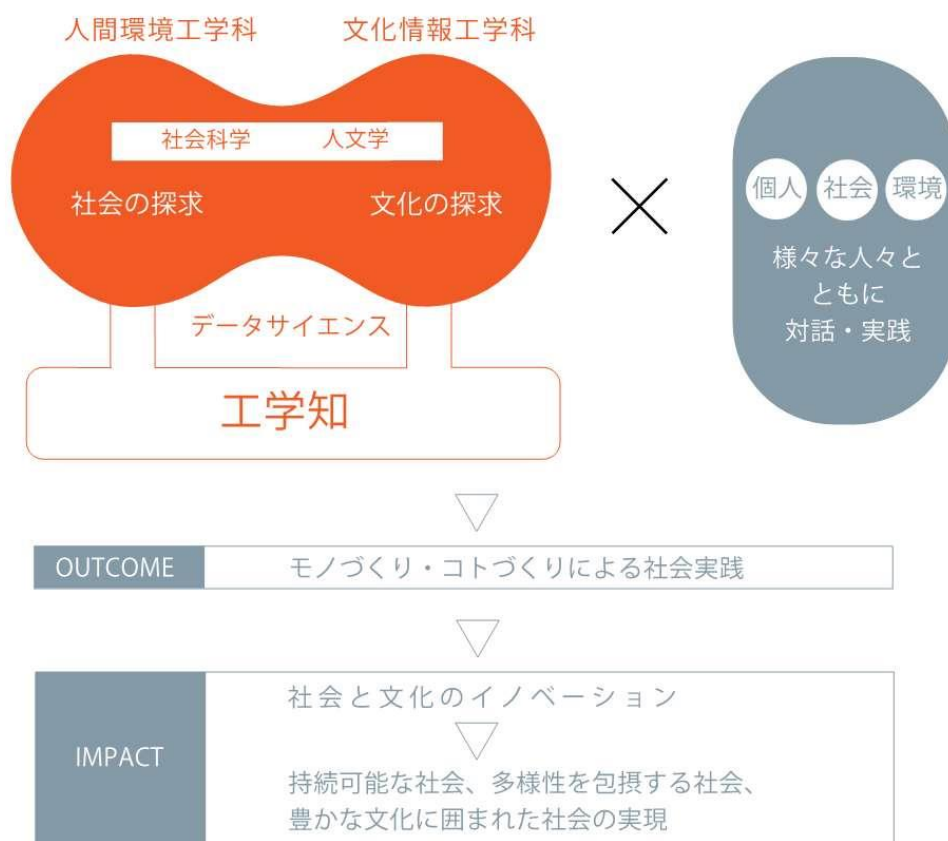 人間環境工学科
文化情報工学科
社会科学
人文学
社会の探求
文化の探求
データサイエンス
工学知
×
個人
社会
環境
様々な人々と
ともに
対話・実践
OUTCOME
モノづくり・コトづくりによる社会実践
IMPACT
社会と文化のイノベーション
持続可能な社会、多様性を包摂する社会、
豊かな文化に囲まれた社会の実現